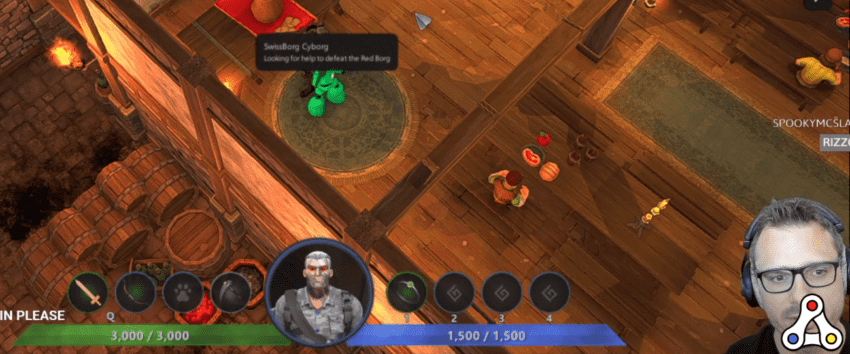 SwissBorg Cyborg
Looking for help to defeat the Red Borg
SPOOKYMCSLA
RIZZO
IN PLEASE
Q
1 2 3 4
3,000 / 3,000
1,500 / 1,500